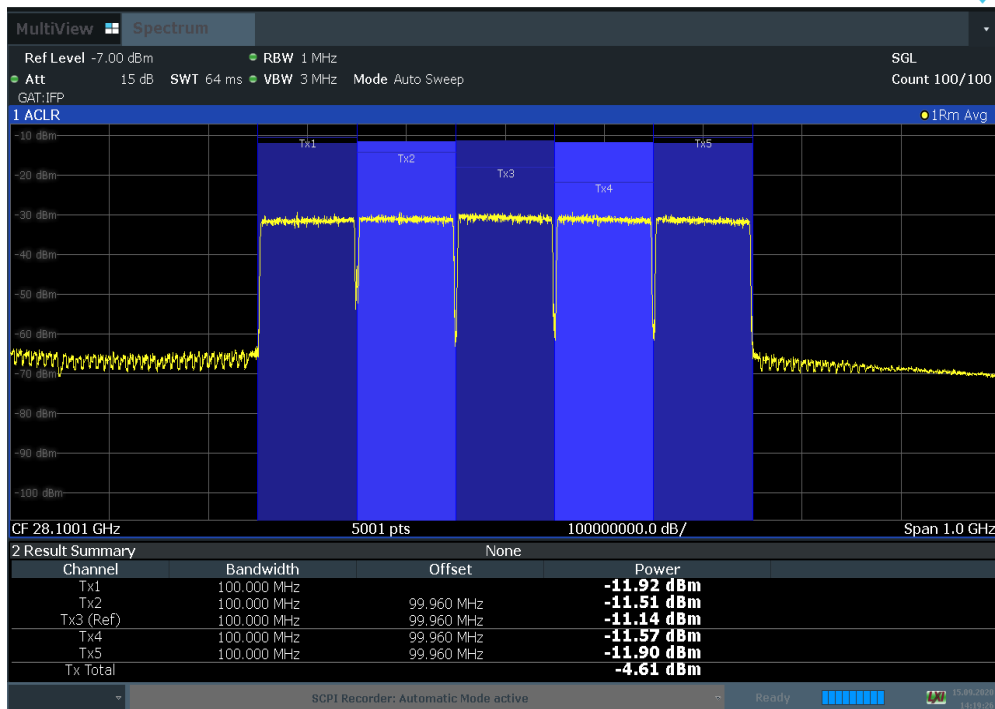 MultiView Spectrum
Ref Level -7.00 dBm RBW 1 MHz SGL
Att 15 dB SWT 64 ms VBW 3 MHz Mode Auto Sweep Count 100/100
GAT:IFP
1 ACLR 1Rm Avg
-10 dBm
Tx1 Tx2 Tx3 Tx4 Tx5
-20 dBm
-30 dBm
-40 dBm
-50 dBm
-60 dBm
-70 dBm
-80 dBm
-90 dBm
-100 dBm
CF 28.1001 GHz 5001 pts 100000000.0 dB/ Span 1.0 GHz
2 Result Summary None
Channel Bandwidth Offset Power
Tx1 100.000 MHz -11.92 dBm
Tx2 100.000 MHz 99.960 MHz -11.51 dBm
Tx3 (Ref) 100.000 MHz 99.960 MHz -11.14 dBm
Tx4 100.000 MHz 99.960 MHz -11.57 dBm
Tx5 100.000 MHz 99.960 MHz -11.90 dBm
Tx Total -4.61 dBm
SCPI Recorder: Automatic Mode active Ready LXI 15.09.2020
14:19:26